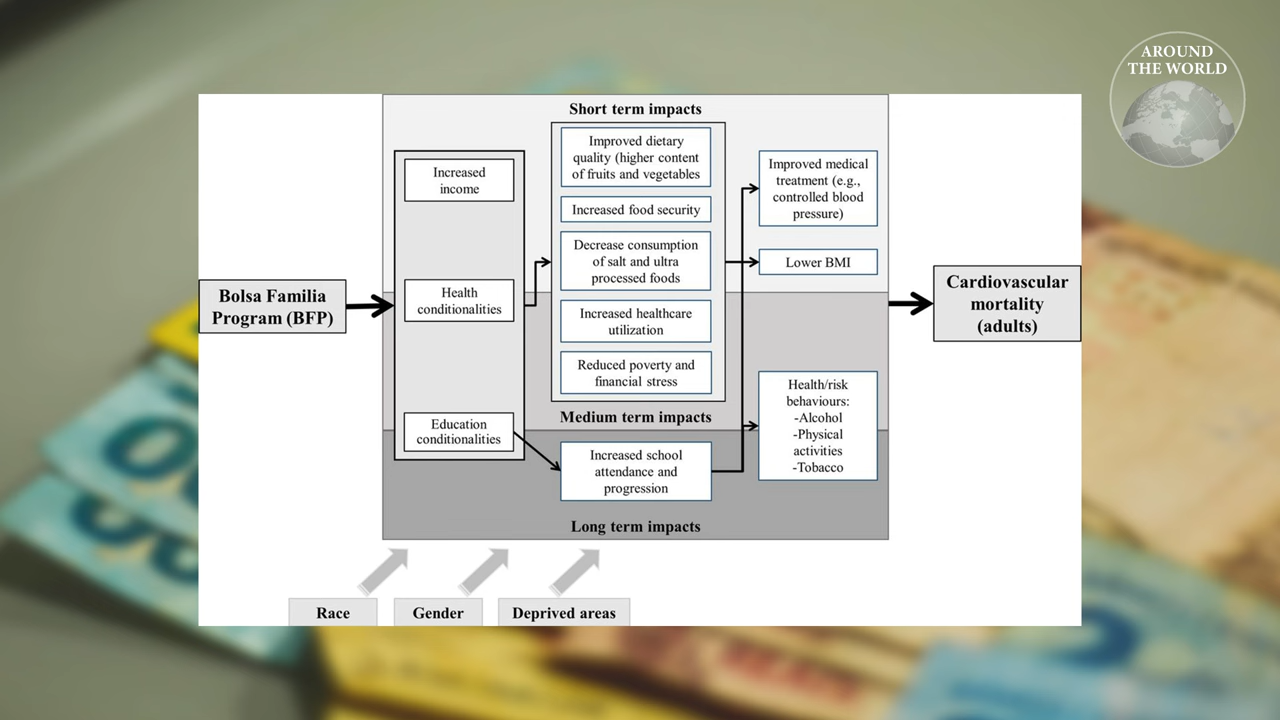 AROUND
THE WORLD
Short term impacts
Increased
income
Health
conditionalities
Education
conditionalities
Improved dietary
quality (higher content
of fruits and vegetables
Increased food security
Decrease consumption
of salt and ultra
processed foods
Increased healthcare
utilization
Reduced poverty and
financial stress
Medium term impacts
Increased school
attendance and
progression
Long term impacts
Improved medical
treatment (e.g.,
controlled blood
pressure)
Lower BMI
Health/risk
behaviours:
-Alcohol
-Physical
activities
-Tobacco
Bolsa Familia
Program (BFP)
Cardiovascular
mortality
(adults)
Race
Gender
Deprived areas